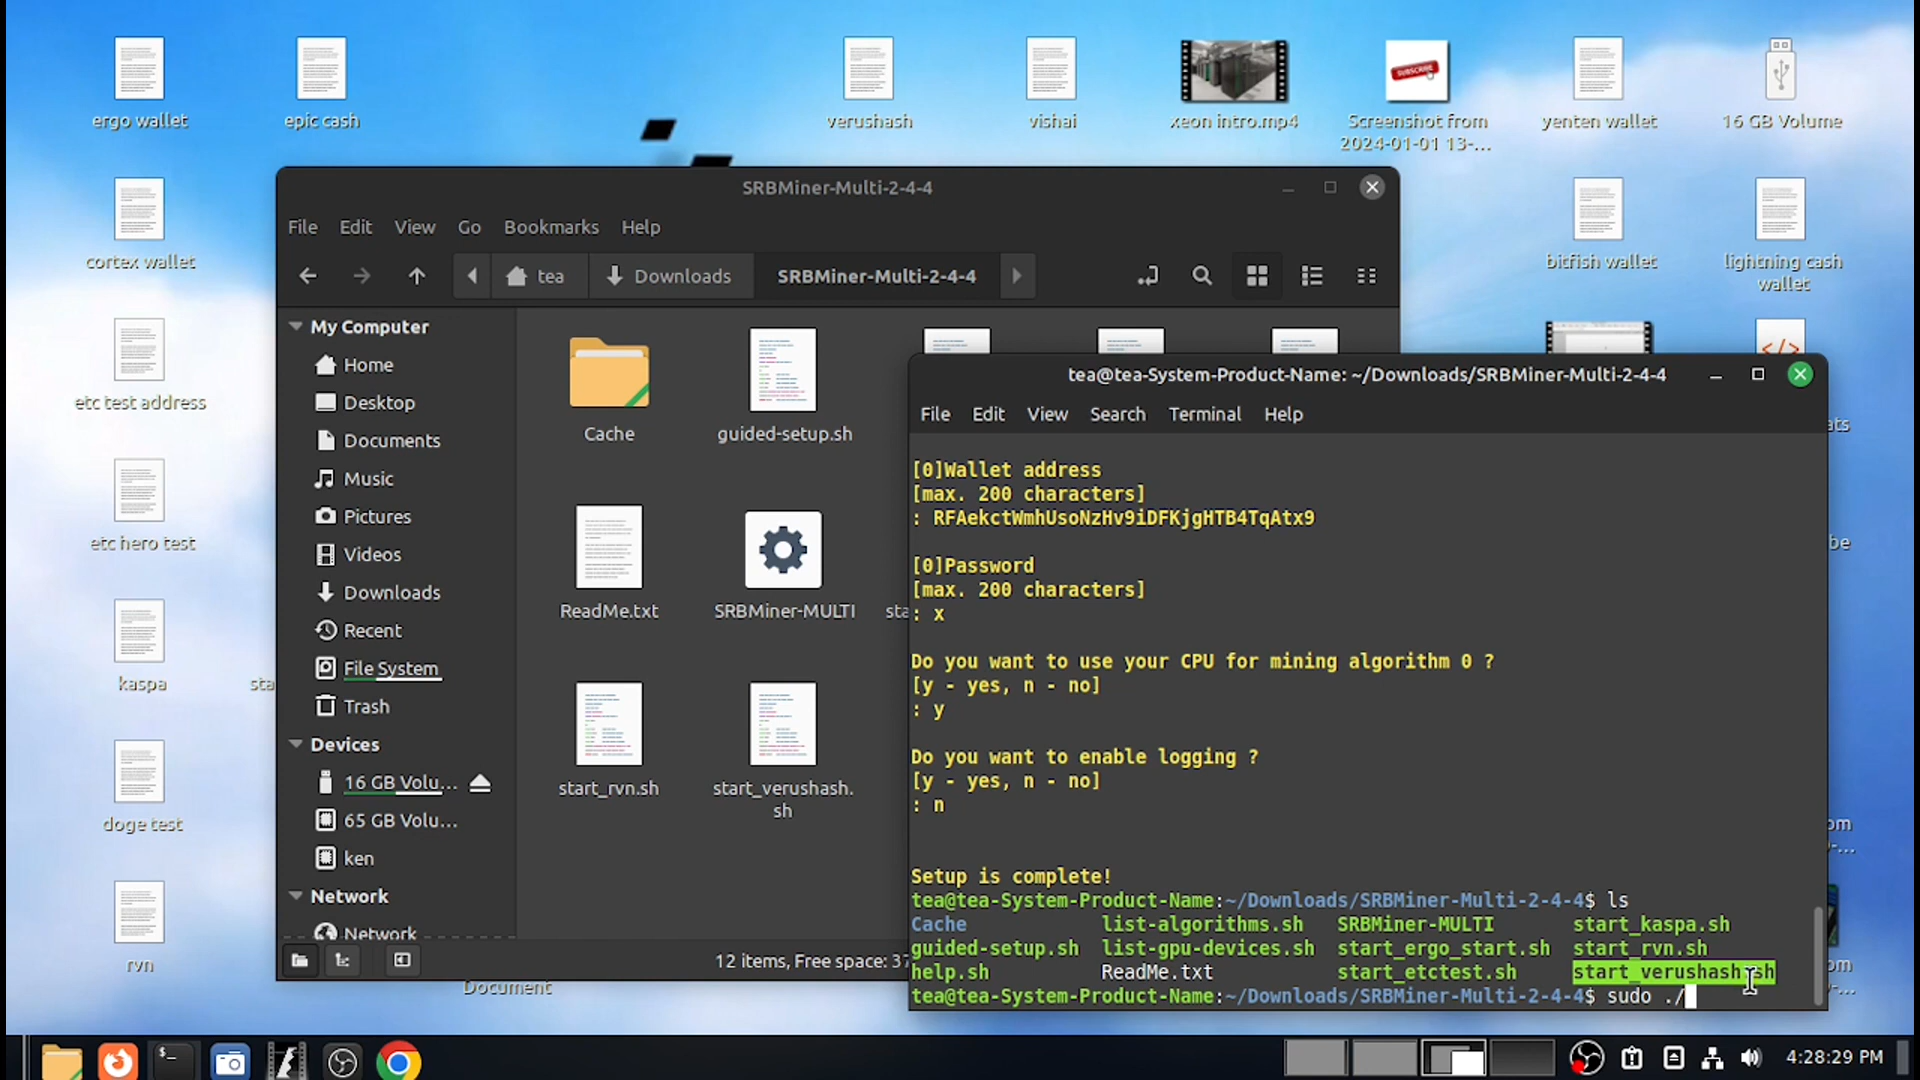 ergo wallet
epic cash
verushash
vishai
xeon intro.mp4
Screenshot from
2024-01-01 13-...
yenten wallet
16 GB Volume
SUBSCRIBE
cortex wallet
bitfish wallet
lightning cash
wallet
etc test address
etc hero test
kaspa
sta
doge test
rvn
Document
SRBMiner-Multi-2-4-4
File Edit View Go Bookmarks Help
tea Downloads SRBMiner-Multi-2-4-4
My Computer
Home
Desktop
Documents
Music
Pictures
Videos
Downloads
Recent
File System
Trash
Devices
16 GB Volu...
65 GB Volu...
ken
Network
Network
Cache
guided-setup.sh
ReadMe.txt
SRBMiner-MULTI
sta
start_rvn.sh
start_verushash.
sh
12 items, Free space: 37
tea@tea-System-Product-Name: ~/Downloads/SRBMiner-Multi-2-4-4
File Edit View Search Terminal Help
[0]Wallet address
[max. 200 characters]
: RFAekctWmhUsoNzHv9iDFKjgHTB4TqAtx9
[0]Password
[max. 200 characters]
: x
Do you want to use your CPU for mining algorithm 0 ?
[y - yes, n - no]
: y
Do you want to enable logging ?
[y - yes, n - no]
: n
Setup is complete!
tea@tea-System-Product-Name:~/Downloads/SRBMiner-Multi-2-4-4$ ls
Cache list-algorithms.sh SRBMiner-MULTI start_kaspa.sh
guided-setup.sh list-gpu-devices.sh start_ergo_start.sh start_rvn.sh
help.sh ReadMe.txt start_etctest.sh start_verushash.sh
tea@tea-System-Product-Name:~/Downloads/SRBMiner-Multi-2-4-4$ sudo ./
ats
be
om
-...
om
-...
4:28:29 PM